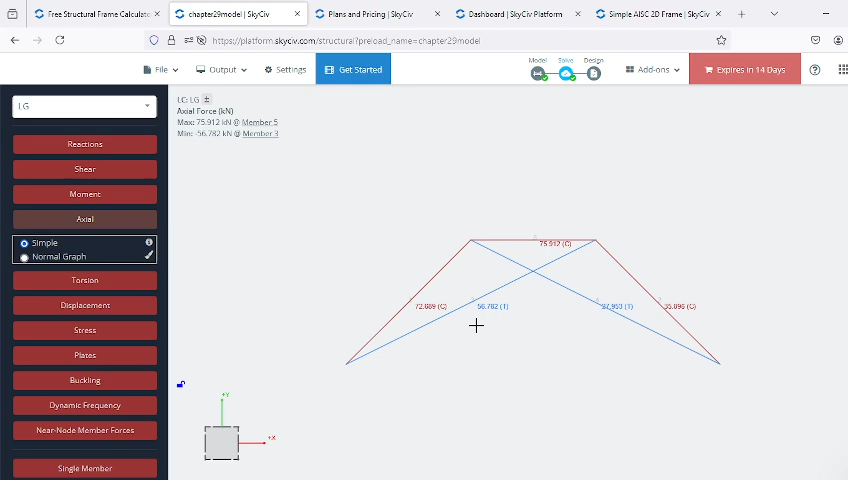 Free Structural Frame Calculate
chapter29model | SkyCiv
Plans and Pricing | SkyCiv
Dashboard | SkyCiv Platform
Simple AISC 2D Frame | SkyCiv
https://platform.skyciv.com/structural?preload_name=chapter29model
File
Output
Settings
Get Started
Model
Solve
Design
Add-ons
Expires in 14 Days
LG
Reactions
Shear
Moment
Axial
Simple
Normal Graph
Torsion
Displacement
Stress
Plates
Buckling
Dynamic Frequency
Near-Node Member Forces
Single Member
LC: LG ±
Axial Force (kN)
Max: 75.912 kN @ Member 5
Min: -56.782 kN @ Member 3
75.912 (C)
72.689 (C)
56.782 (T)
27.953 (T)
35.896 (C)
+Y
+X